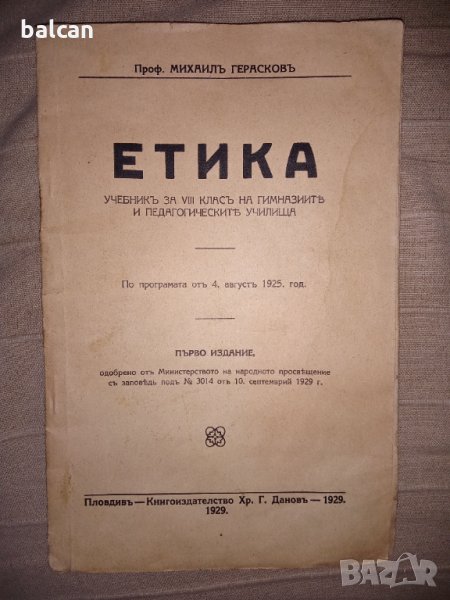 balcan
Проф. МИХАИЛЪ ГЕРАСКОВЪ
ЕТИКА
УЧЕБНИКЪ ЗА VIII КЛАСЪ НА ГИМНАЗИИТѢ
И ПЕДАГОГИЧЕСКИТѢ УЧИЛИЩА
По програмата отъ 4. августъ 1925. год.
ПЪРВО ИЗДАНИЕ,
одобрено отъ Министерството на народното просвѣщение
съ заповѣдь подъ № 3014 отъ 10. септемврий 1929 г.
Пловдивъ — Книгоиздателство Хр. Г. Дановъ — 1929.
1929.
BAZAR